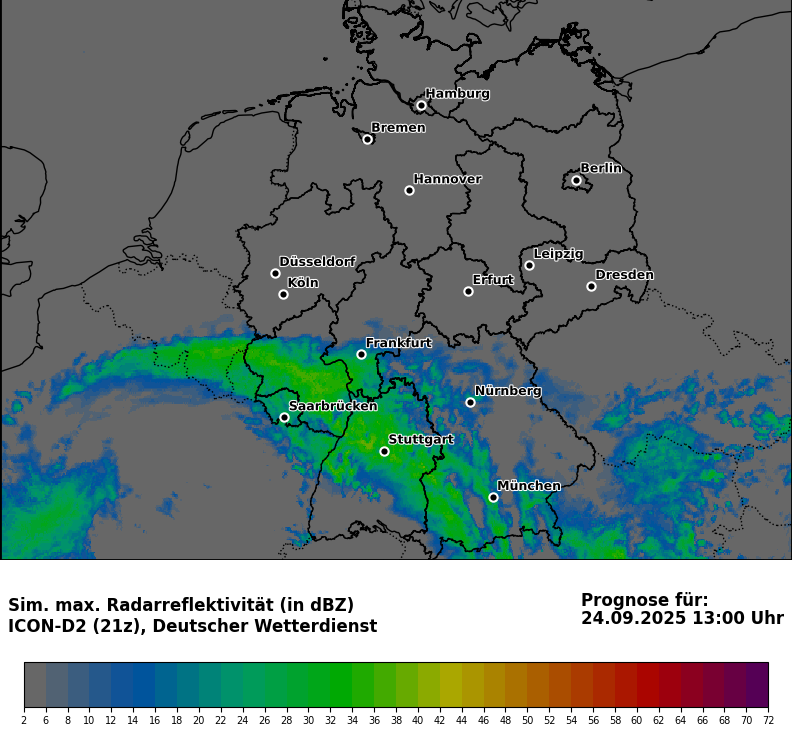 Hamburg
Bremen
Berlin
Hannover
Leipzig
Düsseldorf
Dresden
Erfurt
Köln
Frankfurt
Nürnberg
Saarbrücken
Stuttgart
München
Sim. max. Radarreflektivität (in dBZ)
ICON-D2 (21z), Deutscher Wetterdienst
Prognose für:
24.09.2025 13:00 Uhr
2 6 8 10 12 14 16 18 20 22 24 26 28 30 32 34 36 38 40 42 44 46 48 50 52 54 56 58 60 62 64 66 70 72